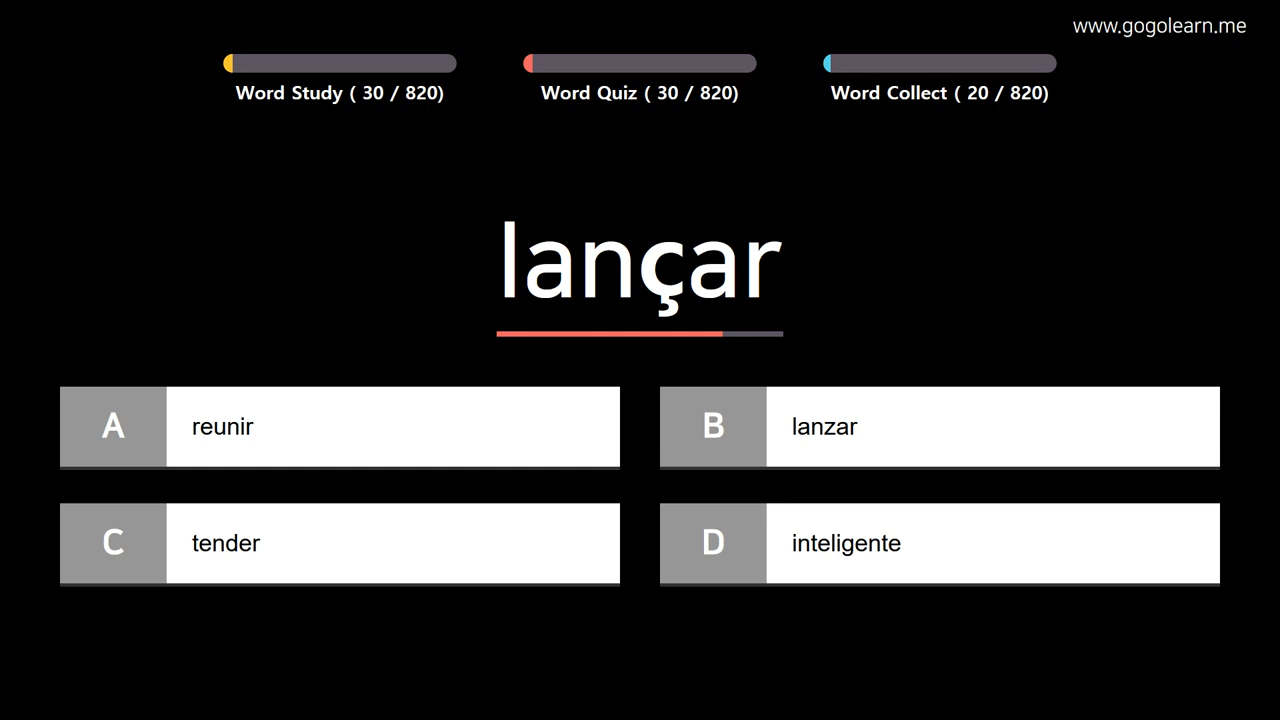 www.gogolearn.me
Word Study ( 30 / 820)
Word Quiz ( 30 / 820)
Word Collect ( 20 / 820)
lançar
A reunir
B lanzar
C tender
D inteligente